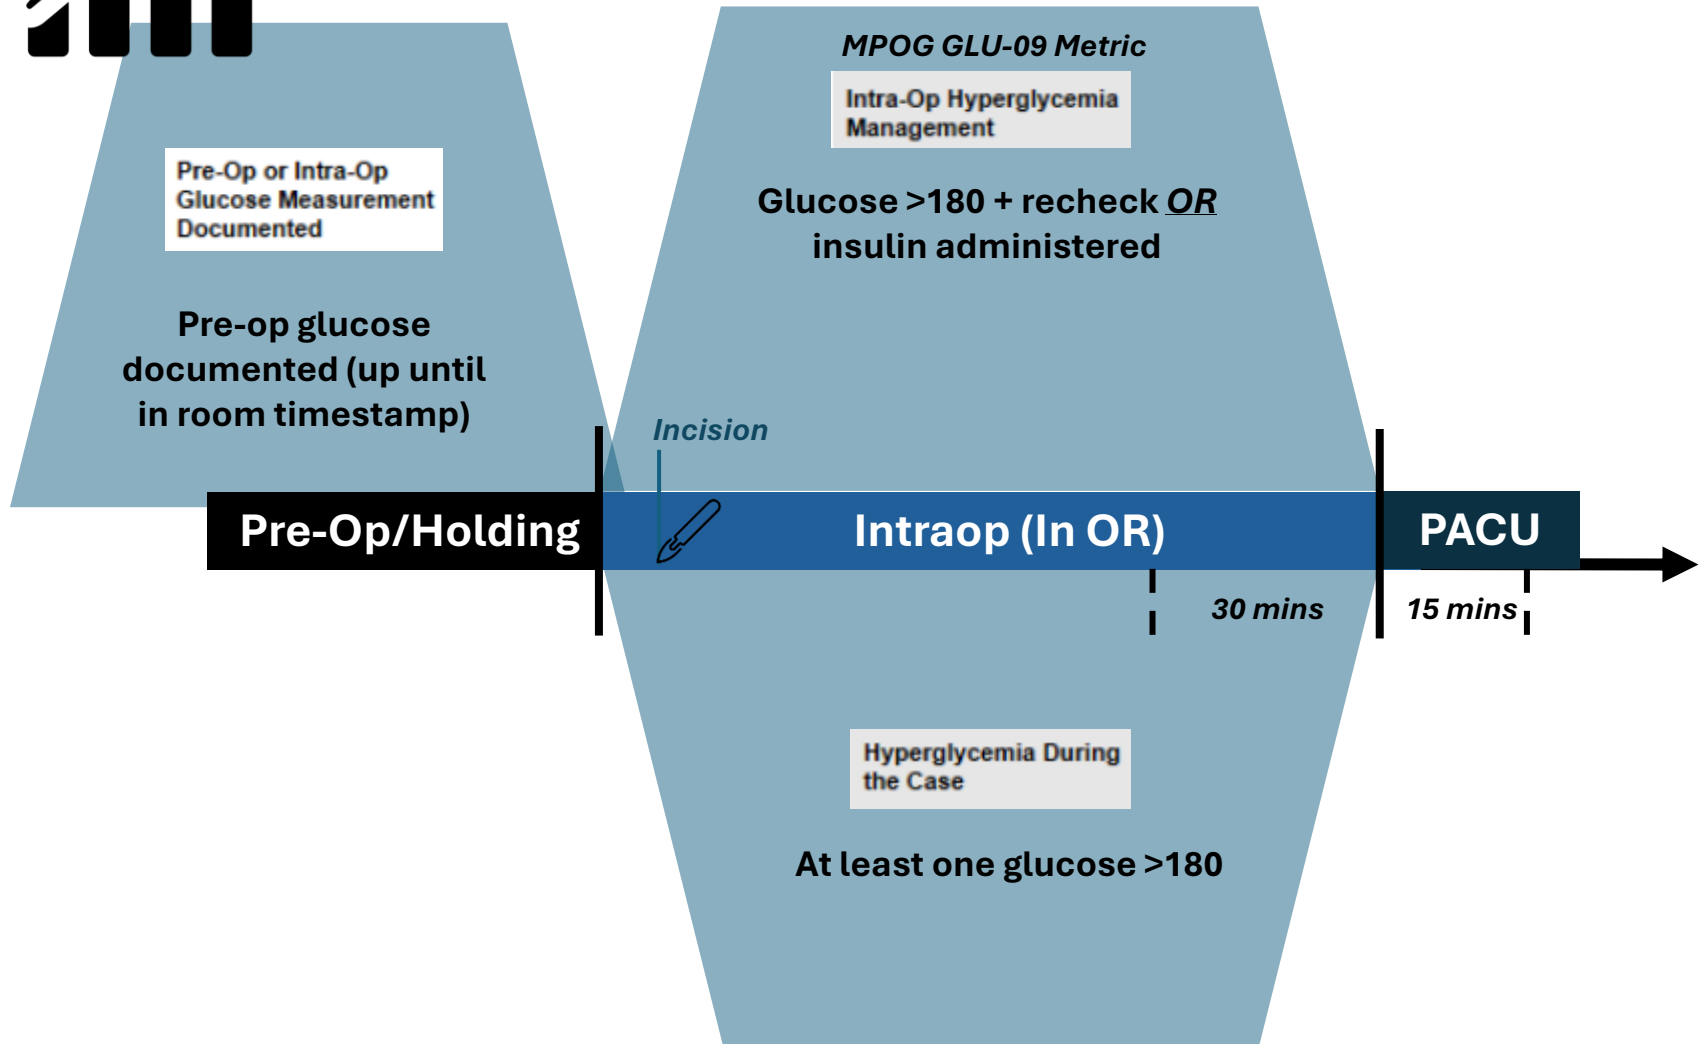 MPOG GLU-09 Metric
Intra-Op Hyperglycemia
Management
Glucose >180 + recheck OR
insulin administered
Pre-Op or Intra-Op
Glucose Measurement
Documented
Pre-op glucose
documented (up until
in room timestamp)
Incision
Pre-Op/Holding
Intraop (In OR)
PACU
30 mins
15 mins
Hyperglycemia During
the Case
At least one glucose >180